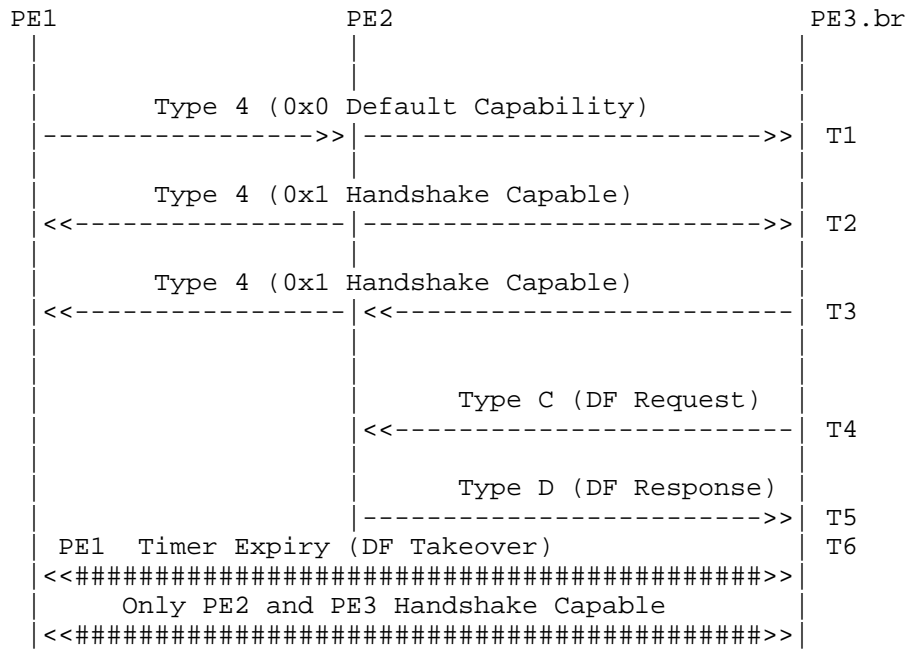 PE1 PE2 PE3.br
Type 4 (0x0 Default Capability)
T1
Type 4 (0x1 Handshake Capable)
T2
Type 4 (0x1 Handshake Capable)
T3
Type C (DF Request)
T4
Type D (DF Response)
T5
PE1 Timer Expiry (DF Takeover) T6
<<###########################################>>
Only PE2 and PE3 Handshake Capable
<<###########################################>>